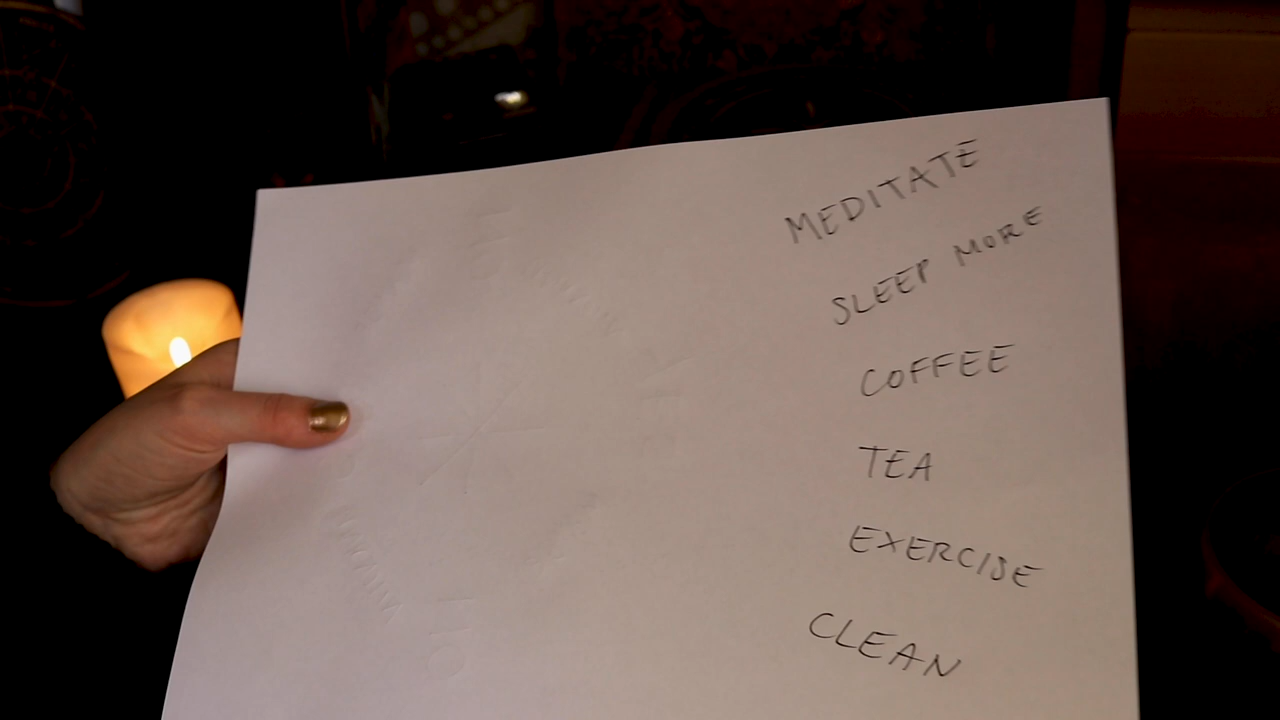 MEDITATE
SLEEP MORE
COFFEE
TEA
EXERCISE
CLEAN